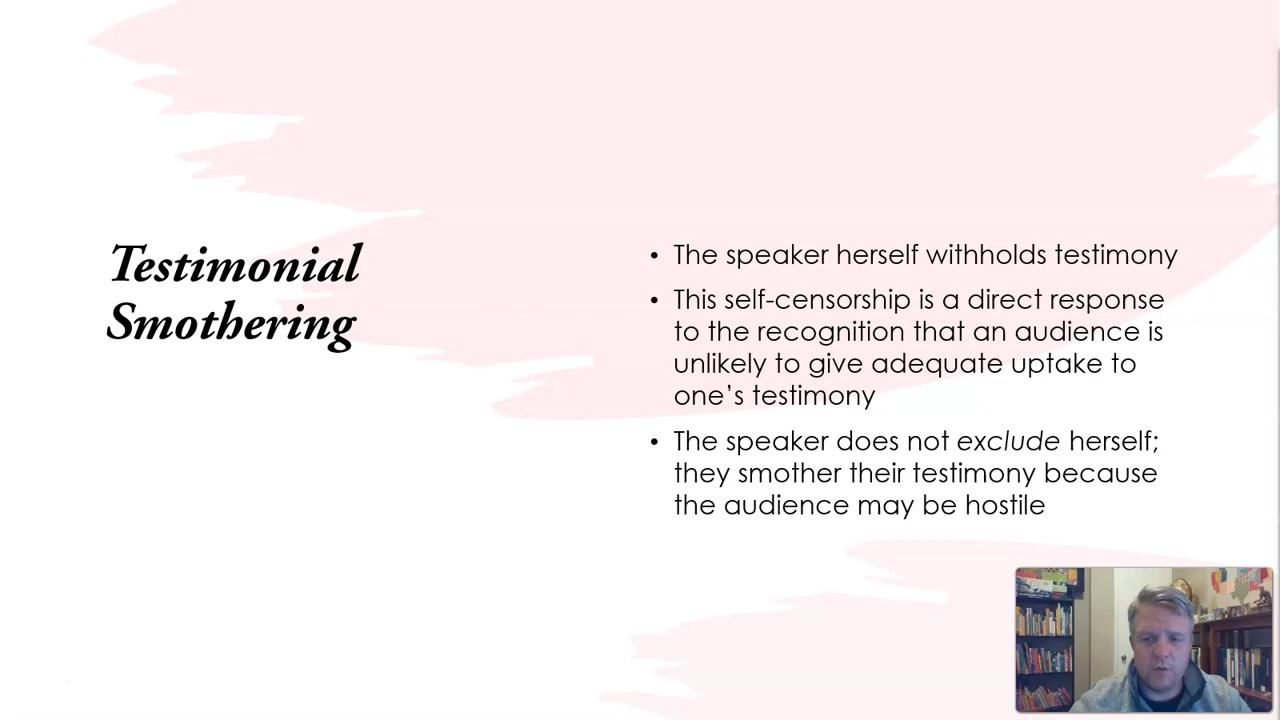 Testimonial
Smothering
• The speaker herself withholds testimony
• This self-censorship is a direct response
to the recognition that an audience is
unlikely to give adequate uptake to
one’s testimony
• The speaker does not exclude herself;
they smother their testimony because
the audience may be hostile